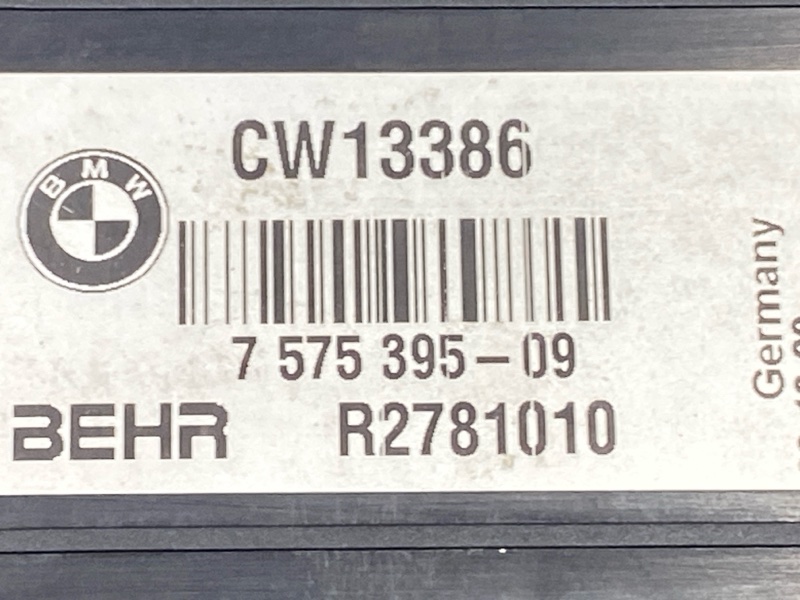 CW13386
BMW
7 575 395-09
BEHR R2781010
Germany